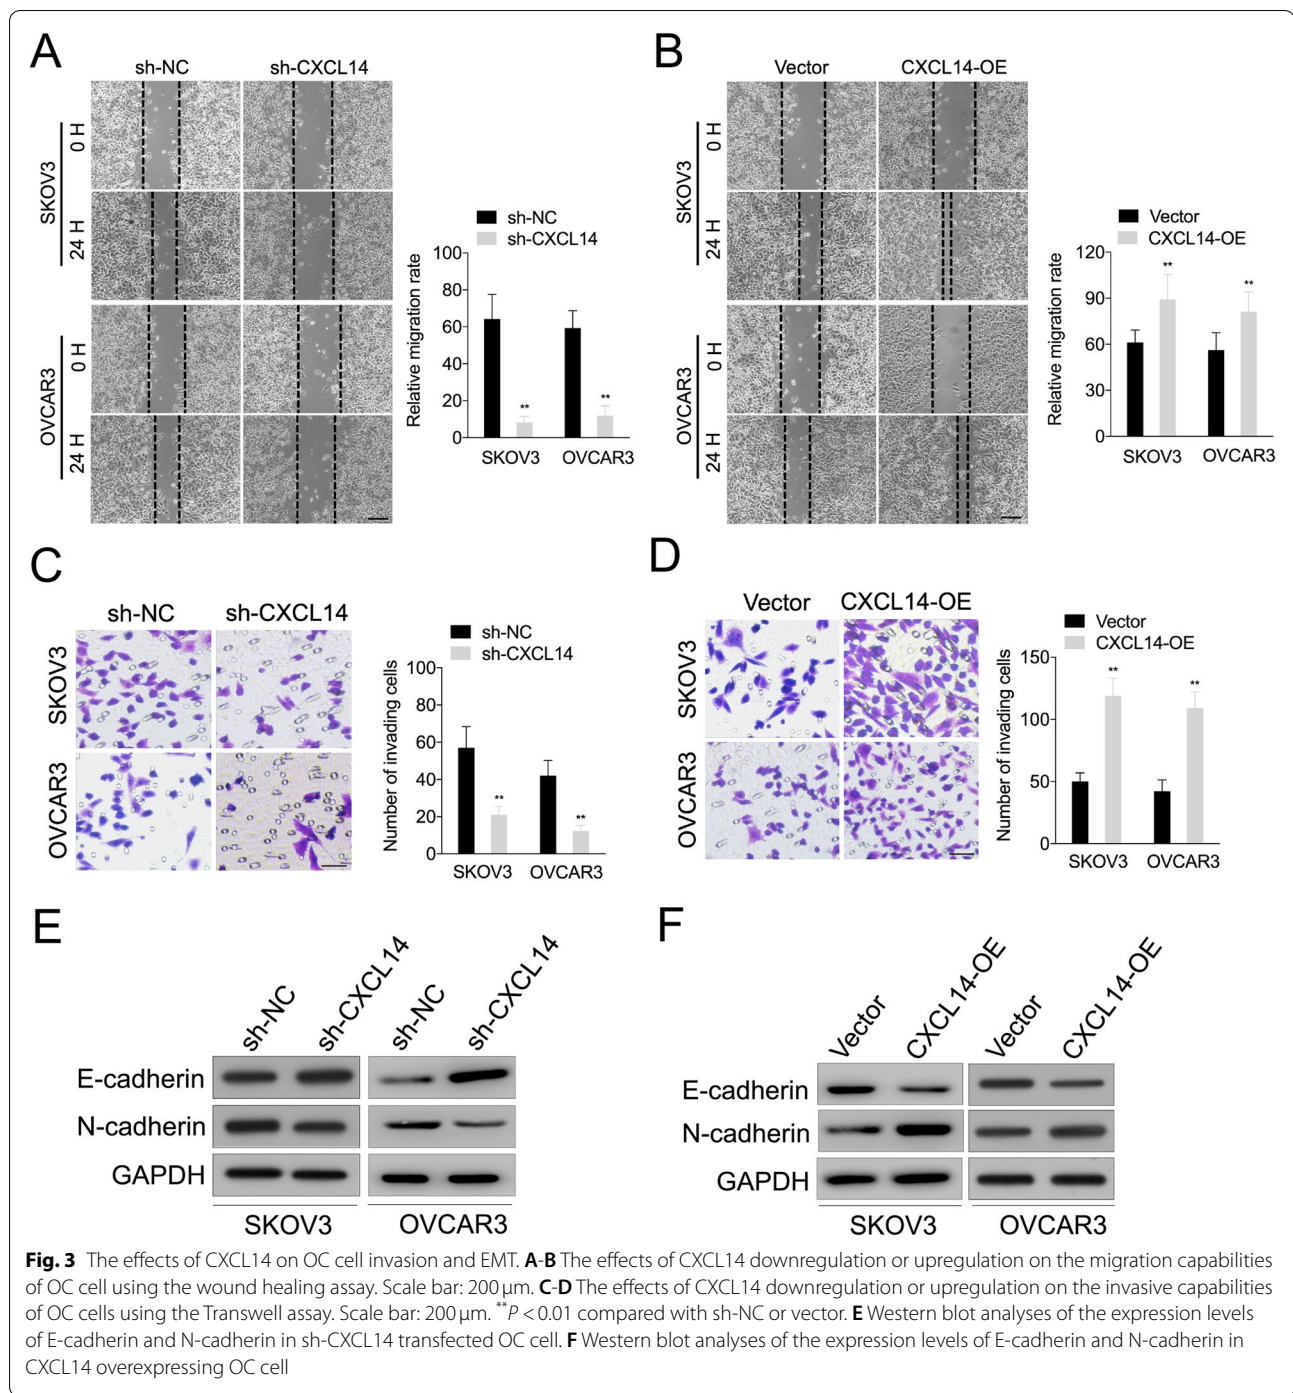 A
sh-NC sh-CXCL14
SKOV3
0 H
24 H
OVCAR3
0 H
24 H
sh-NC
sh-CXCL14
Relative migration rate
100
80
60
40
20
0
**
**
SKOV3 OVCAR3
B
Vector CXCL14-OE
SKOV3
0 H
24 H
OVCAR3
0 H
24 H
Vector
CXCL14-OE
Relative migration rate
120
90
60
30
0
**
**
SKOV3 OVCAR3
C
sh-NC sh-CXCL14
SKOV3
OVCAR3
sh-NC
sh-CXCL14
Number of invading cells
100
80
60
40
20
0
**
**
SKOV3 OVCAR3
D
Vector CXCL14-OE
SKOV3
OVCAR3
Vector
CXCL14-OE
Number of invading cells
150
100
50
0
**
**
SKOV3 OVCAR3
E
sh-NC sh-CXCL14 sh-NC sh-CXCL14
E-cadherin
N-cadherin
GAPDH
SKOV3 OVCAR3
F
Vector CXCL14-OE Vector CXCL14-OE
E-cadherin
N-cadherin
GAPDH
SKOV3 OVCAR3
Fig. 3 The effects of CXCL14 on OC cell invasion and EMT. A-B The effects of CXCL14 downregulation or upregulation on the migration capabilities
of OC cell using the wound healing assay. Scale bar: 200 μm. C-D The effects of CXCL14 downregulation or upregulation on the invasive capabilities
of OC cells using the Transwell assay. Scale bar: 200 μm. **P < 0.01 compared with sh-NC or vector. E Western blot analyses of the expression levels
of E-cadherin and N-cadherin in sh-CXCL14 transfected OC cell. F Western blot analyses of the expression levels of E-cadherin and N-cadherin in
CXCL14 overexpressing OC cell